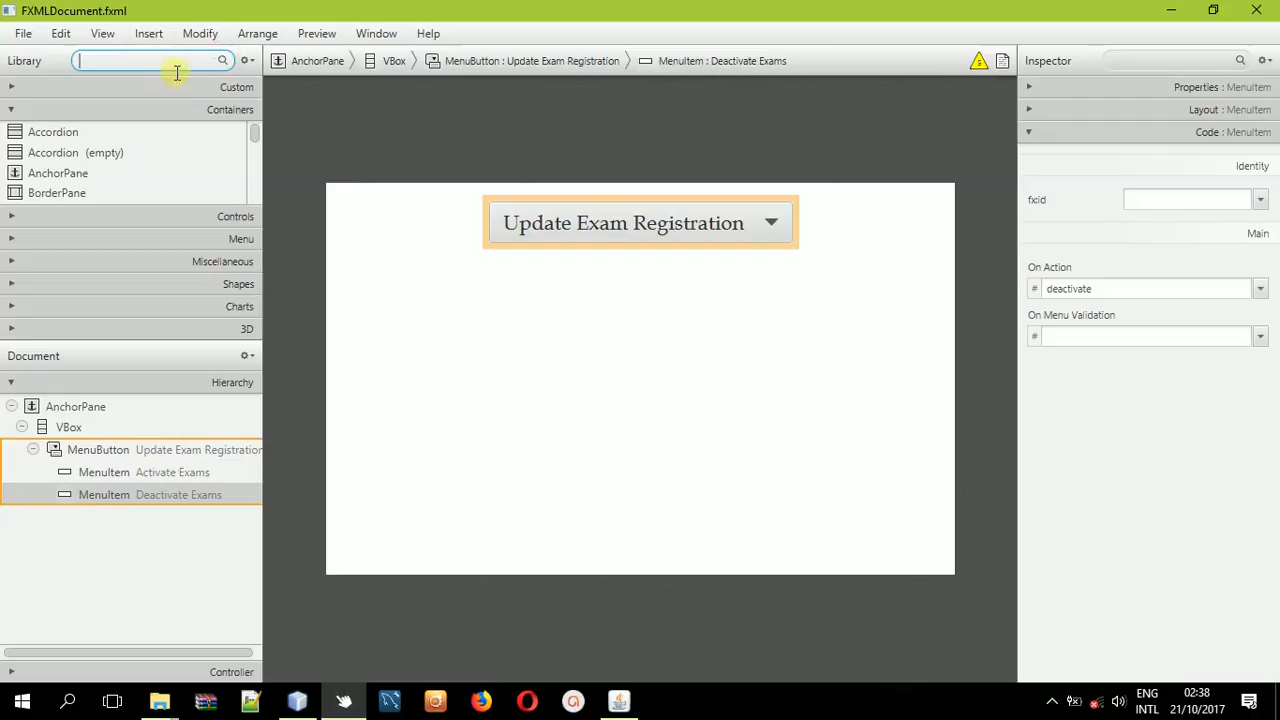 FXMLDocument.fxml
File Edit View Insert Modify Arrange Preview Window Help
Library
AnchorPane VBox MenuButton : Update Exam Registration MenuItem : Deactivate Exams
Inspector
Custom
Containers
Accordion
Accordion (empty)
AnchorPane
BorderPane
Controls
Menu
Miscellaneous
Shapes
Charts
3D
Document
Hierarchy
AnchorPane
VBox
MenuButton Update Exam Registration
MenuItem Activate Exams
MenuItem Deactivate Exams
Controller
Update Exam Registration
Properties : MenuItem
Layout : MenuItem
Code : MenuItem
Identity
fx:id
Main
On Action
# deactivate
On Menu Validation
#
ENG
INTL
02:38
21/10/2017